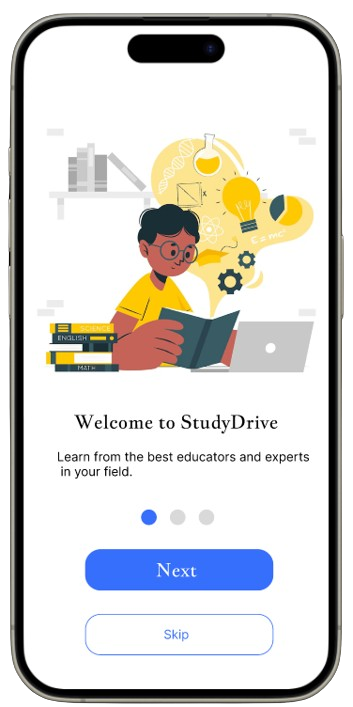 SCIENCE
ENGLISH
MATH
Welcome to StudyDrive
Learn from the best educators and experts
in your field.
Next
Skip